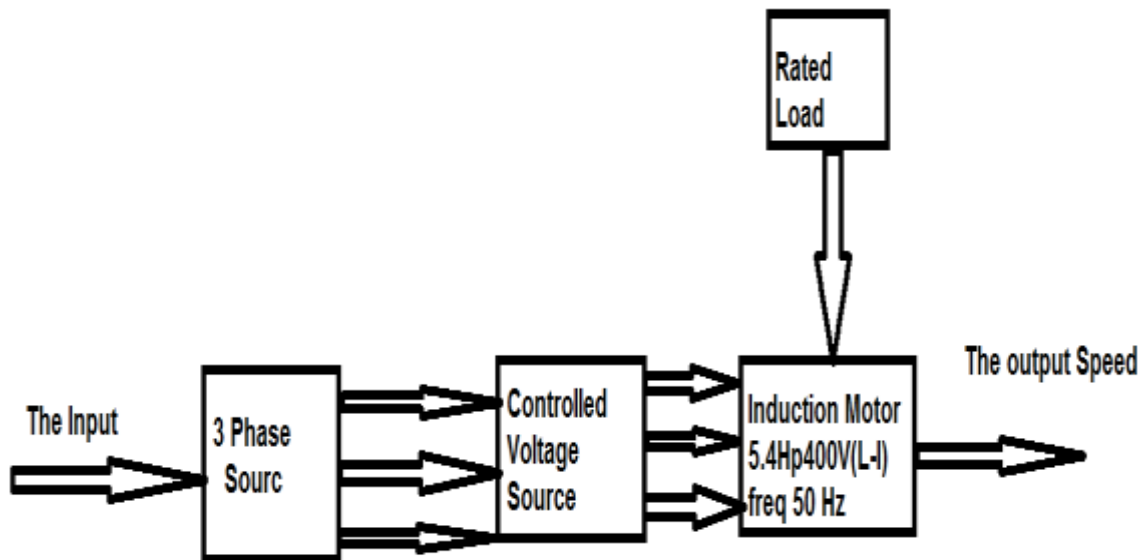 Rated
Load
The output Speed
The Input
3 Phase
Sourc
Controlled
Voltage
Source
Induction Motor
5.4Hp400V(L-l)
freq 50 Hz